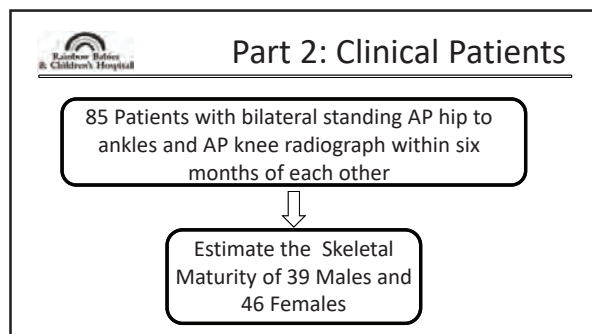 Rainbow Babies
& Children's Hospital
Part 2: Clinical Patients
85 Patients with bilateral standing AP hip to
ankles and AP knee radiograph within six
months of each other
Estimate the Skeletal
Maturity of 39 Males and
46 Females